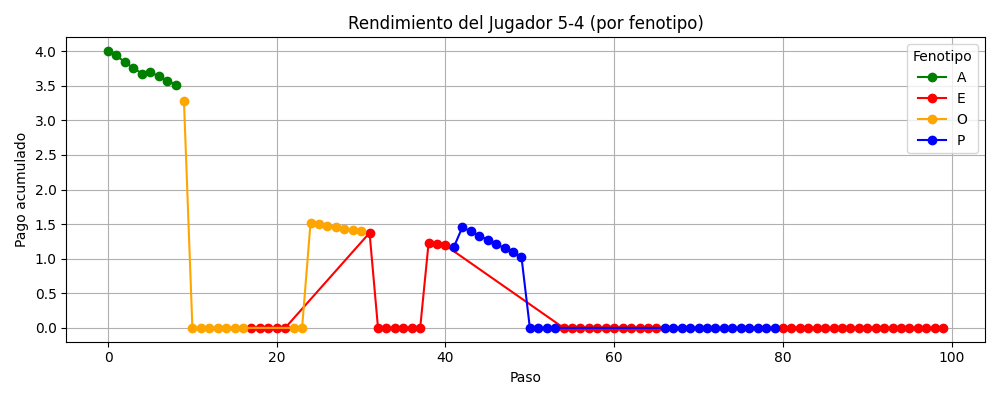 Rendimiento del Jugador 5-4 (por fenotipo)
Pago acumulado
4.0
3.5
3.0
2.5
2.0
1.5
1.0
0.5
0.0
Fenotipo
A
E
O
P
0 20 40 60 80 100
Paso